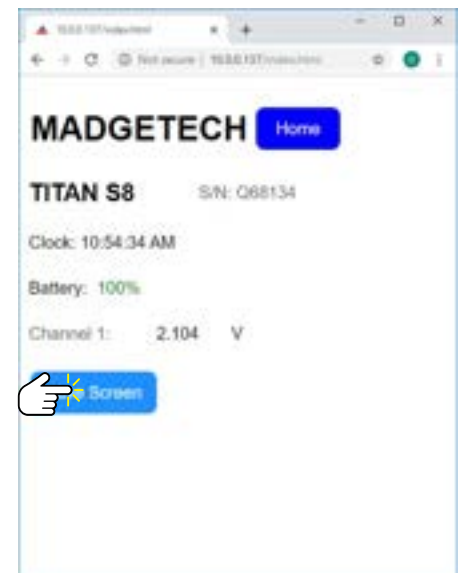 Not secure
MADGETECH Home
TITAN S8 S/N: Q68134
Clock: 10:54:34 AM
Battery: 100%
Channel 1: 2.104 V
Screen